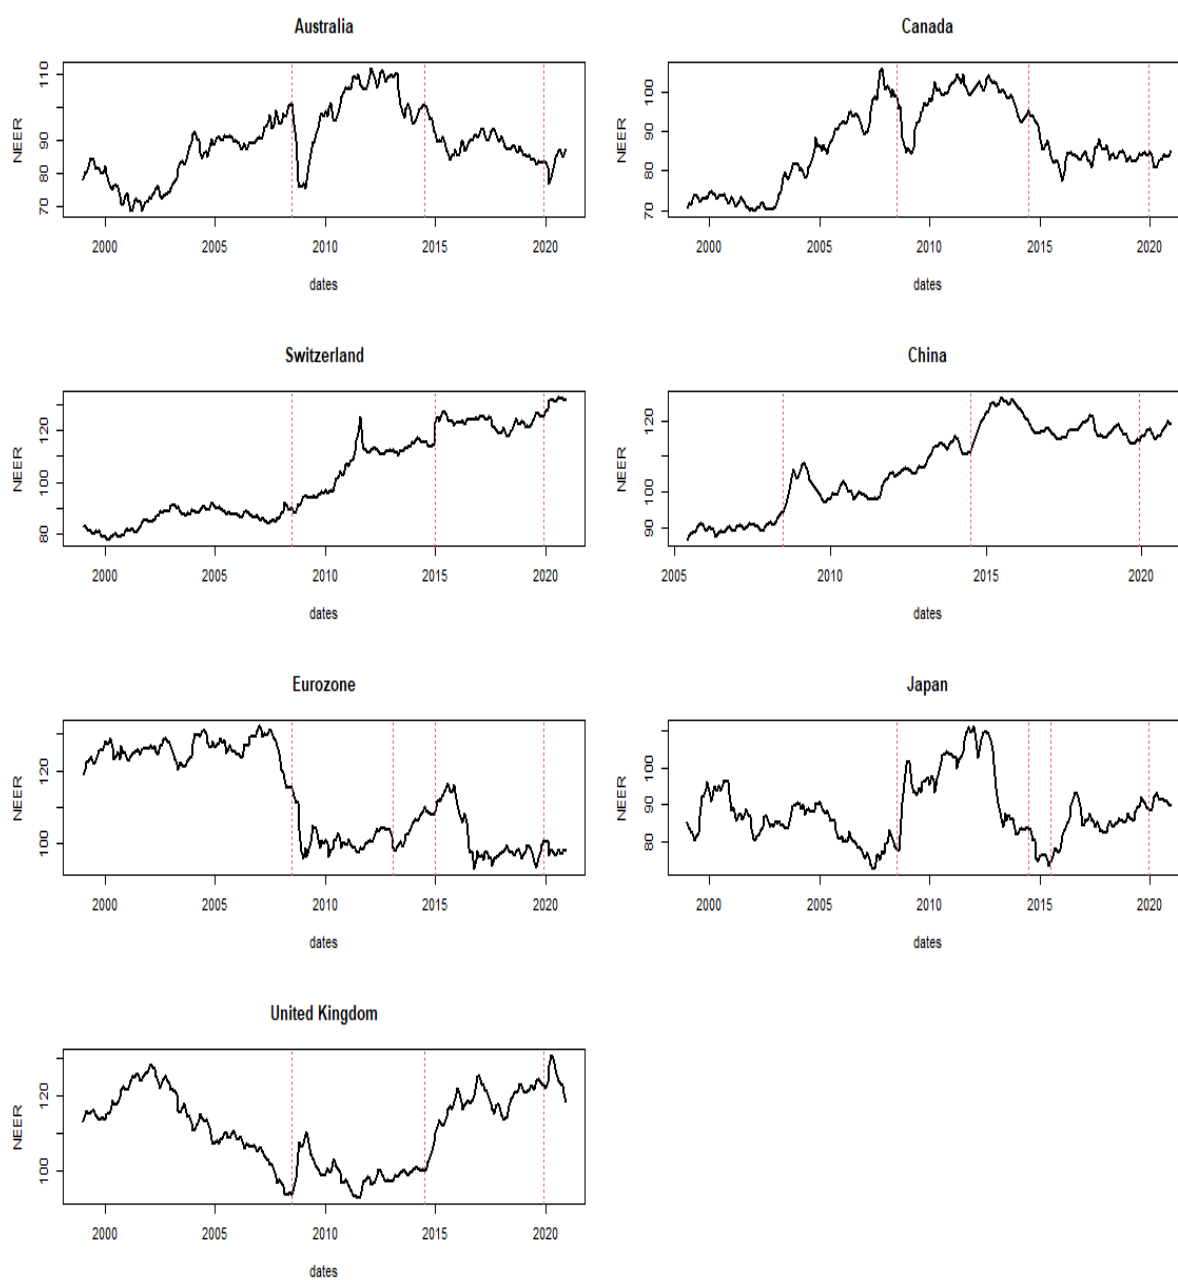 Australia
NEER
70 80 90 110
2000 2005 2010 2015 2020
dates
Canada
NEER
70 80 90 100
2000 2005 2010 2015 2020
dates
Switzerland
NEER
80 100 120
2000 2005 2010 2015 2020
dates
China
NEER
90 100 120
2005 2010 2015 2020
dates
Eurozone
NEER
100 120
2000 2005 2010 2015 2020
dates
Japan
NEER
80 90 100
2000 2005 2010 2015 2020
dates
United Kingdom
NEER
100 120
2000 2005 2010 2015 2020
dates